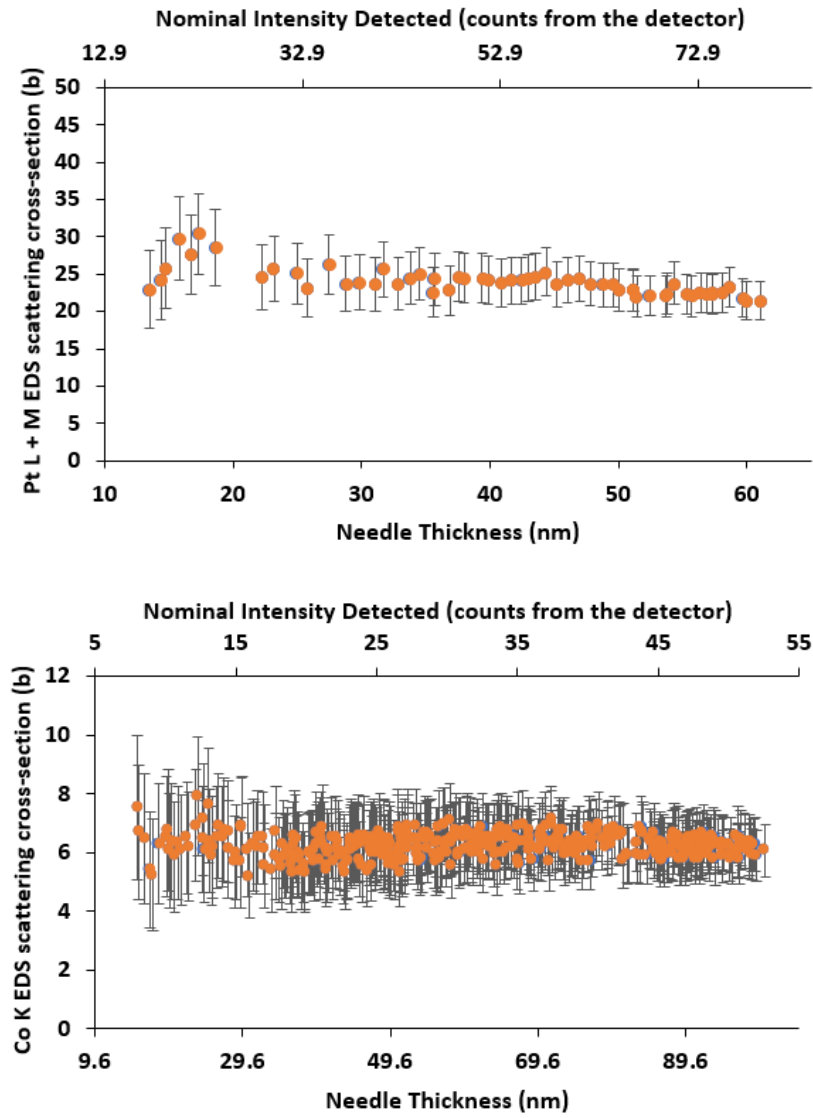 Nominal Intensity Detected (counts from the detector)
12.9 32.9 52.9 72.9
Pt L + M EDS scattering cross-section (b)
50
45
40
35
30
25
20
15
10
5
0
10 20 30 40 50 60
Needle Thickness (nm)
Nominal Intensity Detected (counts from the detector)
5 15 25 35 45 55
Co K EDS scattering cross-section (b)
12
10
8
6
4
2
0
9.6 29.6 49.6 69.6 89.6
Needle Thickness (nm)